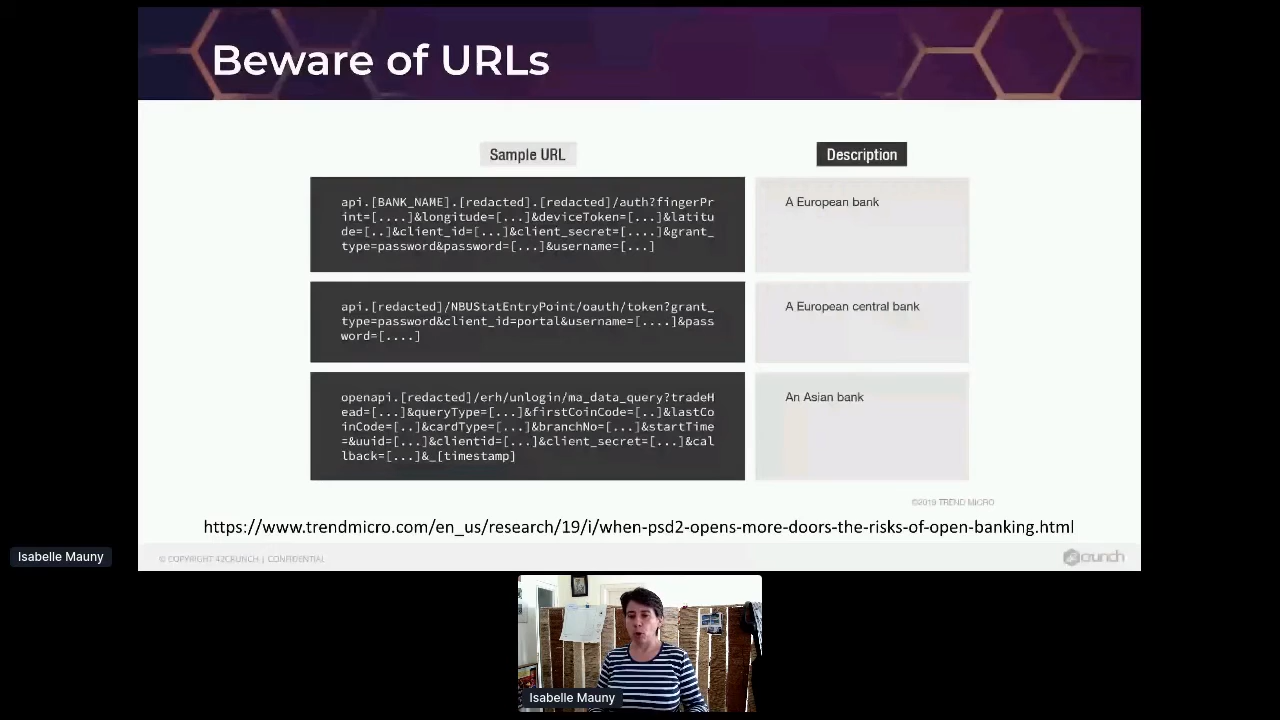 Beware of URLs
Sample URL
Description
api.[BANK_NAME].[redacted].[redacted]/auth?fingerPr
int=[....]&longitude=[...]&deviceToken=[...]&latitu
de=[..]&client_id=[...]&client_secret=[....]&grant_
type=password&password=[...]&username=[...]
A European bank
api.[redacted]/NBUStatEntryPoint/oauth/token?grant_
type=password&client_id=portal&username=[....]&pass
word=[....]
A European central bank
openapi.[redacted]/erh/unlogin/ma_data_query?tradeH
ead=[...]&queryType=[...]&firstCoinCode=[..&lastCo
inCode=[..}&cardType=[...]&branchNo=[...]&startTime
=&uuid=[...]&clientid=[...]&client_secret=[...]&cal
lback=[...]&_[timestamp]
An Asian bank
©2019 TREND MICRO
https://www.trendmicro.com/en_us/research/19/i/when-psd2-opens-more-doors-the-risks-of-open-banking.html
© COPYRIGHT 42CRUNCH | CONFIDENTIAL
crunch
Isabelle Mauny
Isabelle Mauny